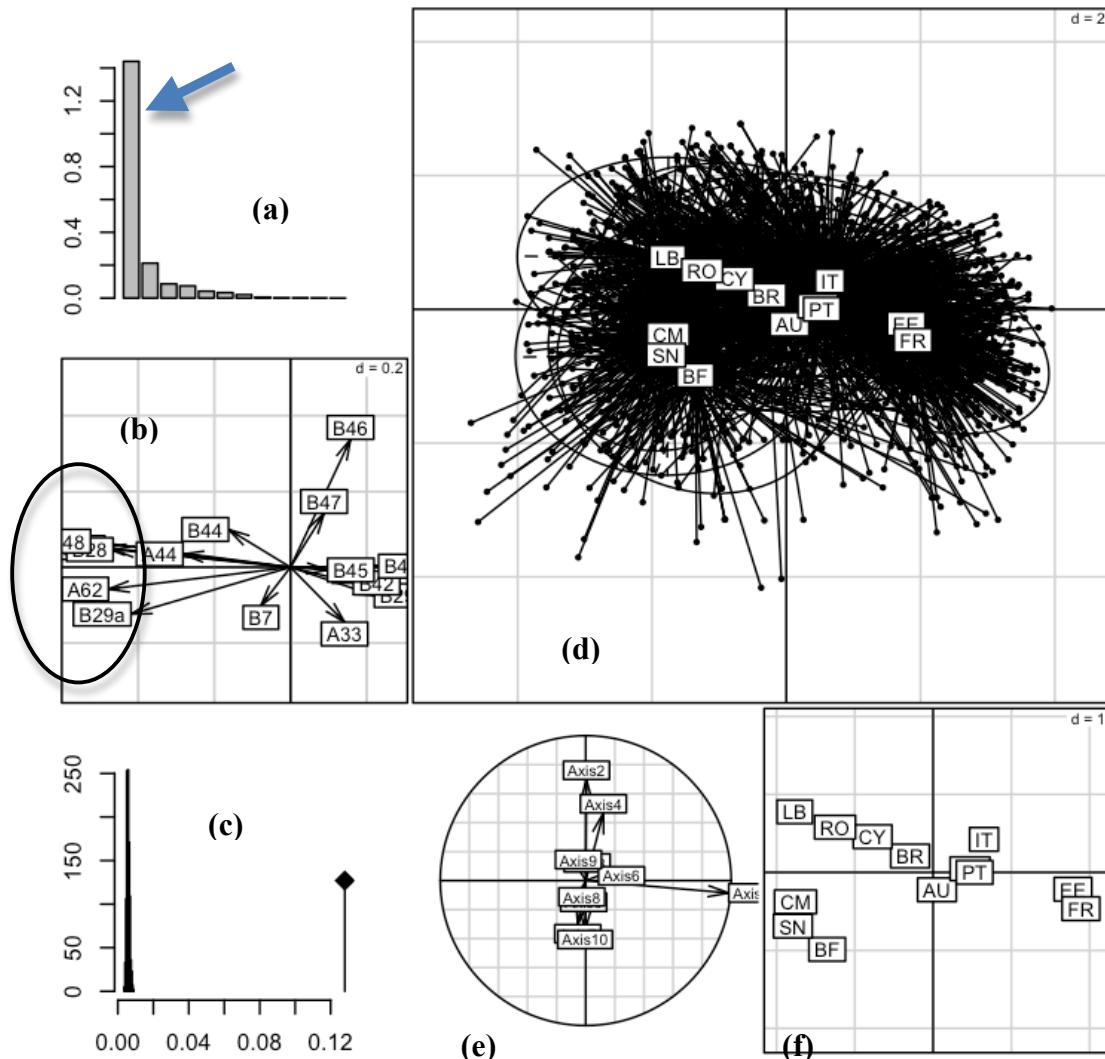 1.2
0.8
0.4
0.0
(a)
d = 2
LB
RO
CY
BR
IT
PT
AU
CM
SN
BF
FR
(b)
d = 0.2
B46
B47
B44
A44
48
B28
A62
B29a
B7
A33
B45
B42
(d)
250
150
50
0
0.00
0.04
0.08
0.12
(c)
Axis2
Axis4
Axis9
Axis6
Axis8
Axis10
(e)
d = 1
LB
RO
CY
BR
IT
PT
AU
CM
SN
BF
FR
(f)